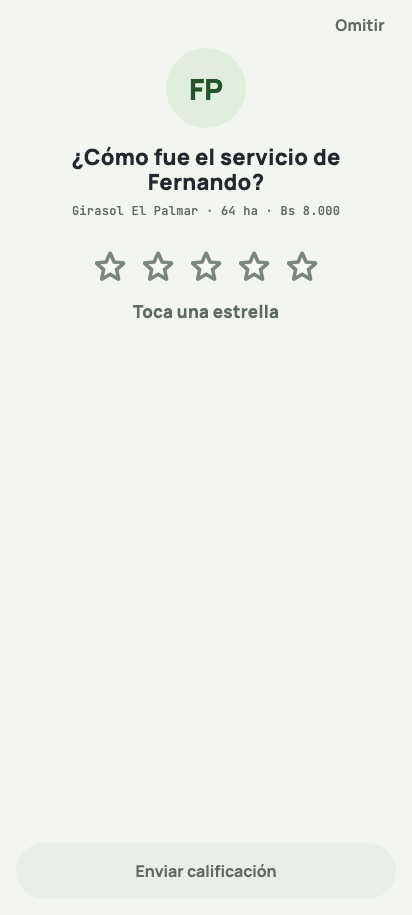 Omitir
FP
¿Cómo fue el servicio de
Fernando?
Girasol El Palmar · 64 ha · Bs 8.000
Toca una estrella
Enviar calificación